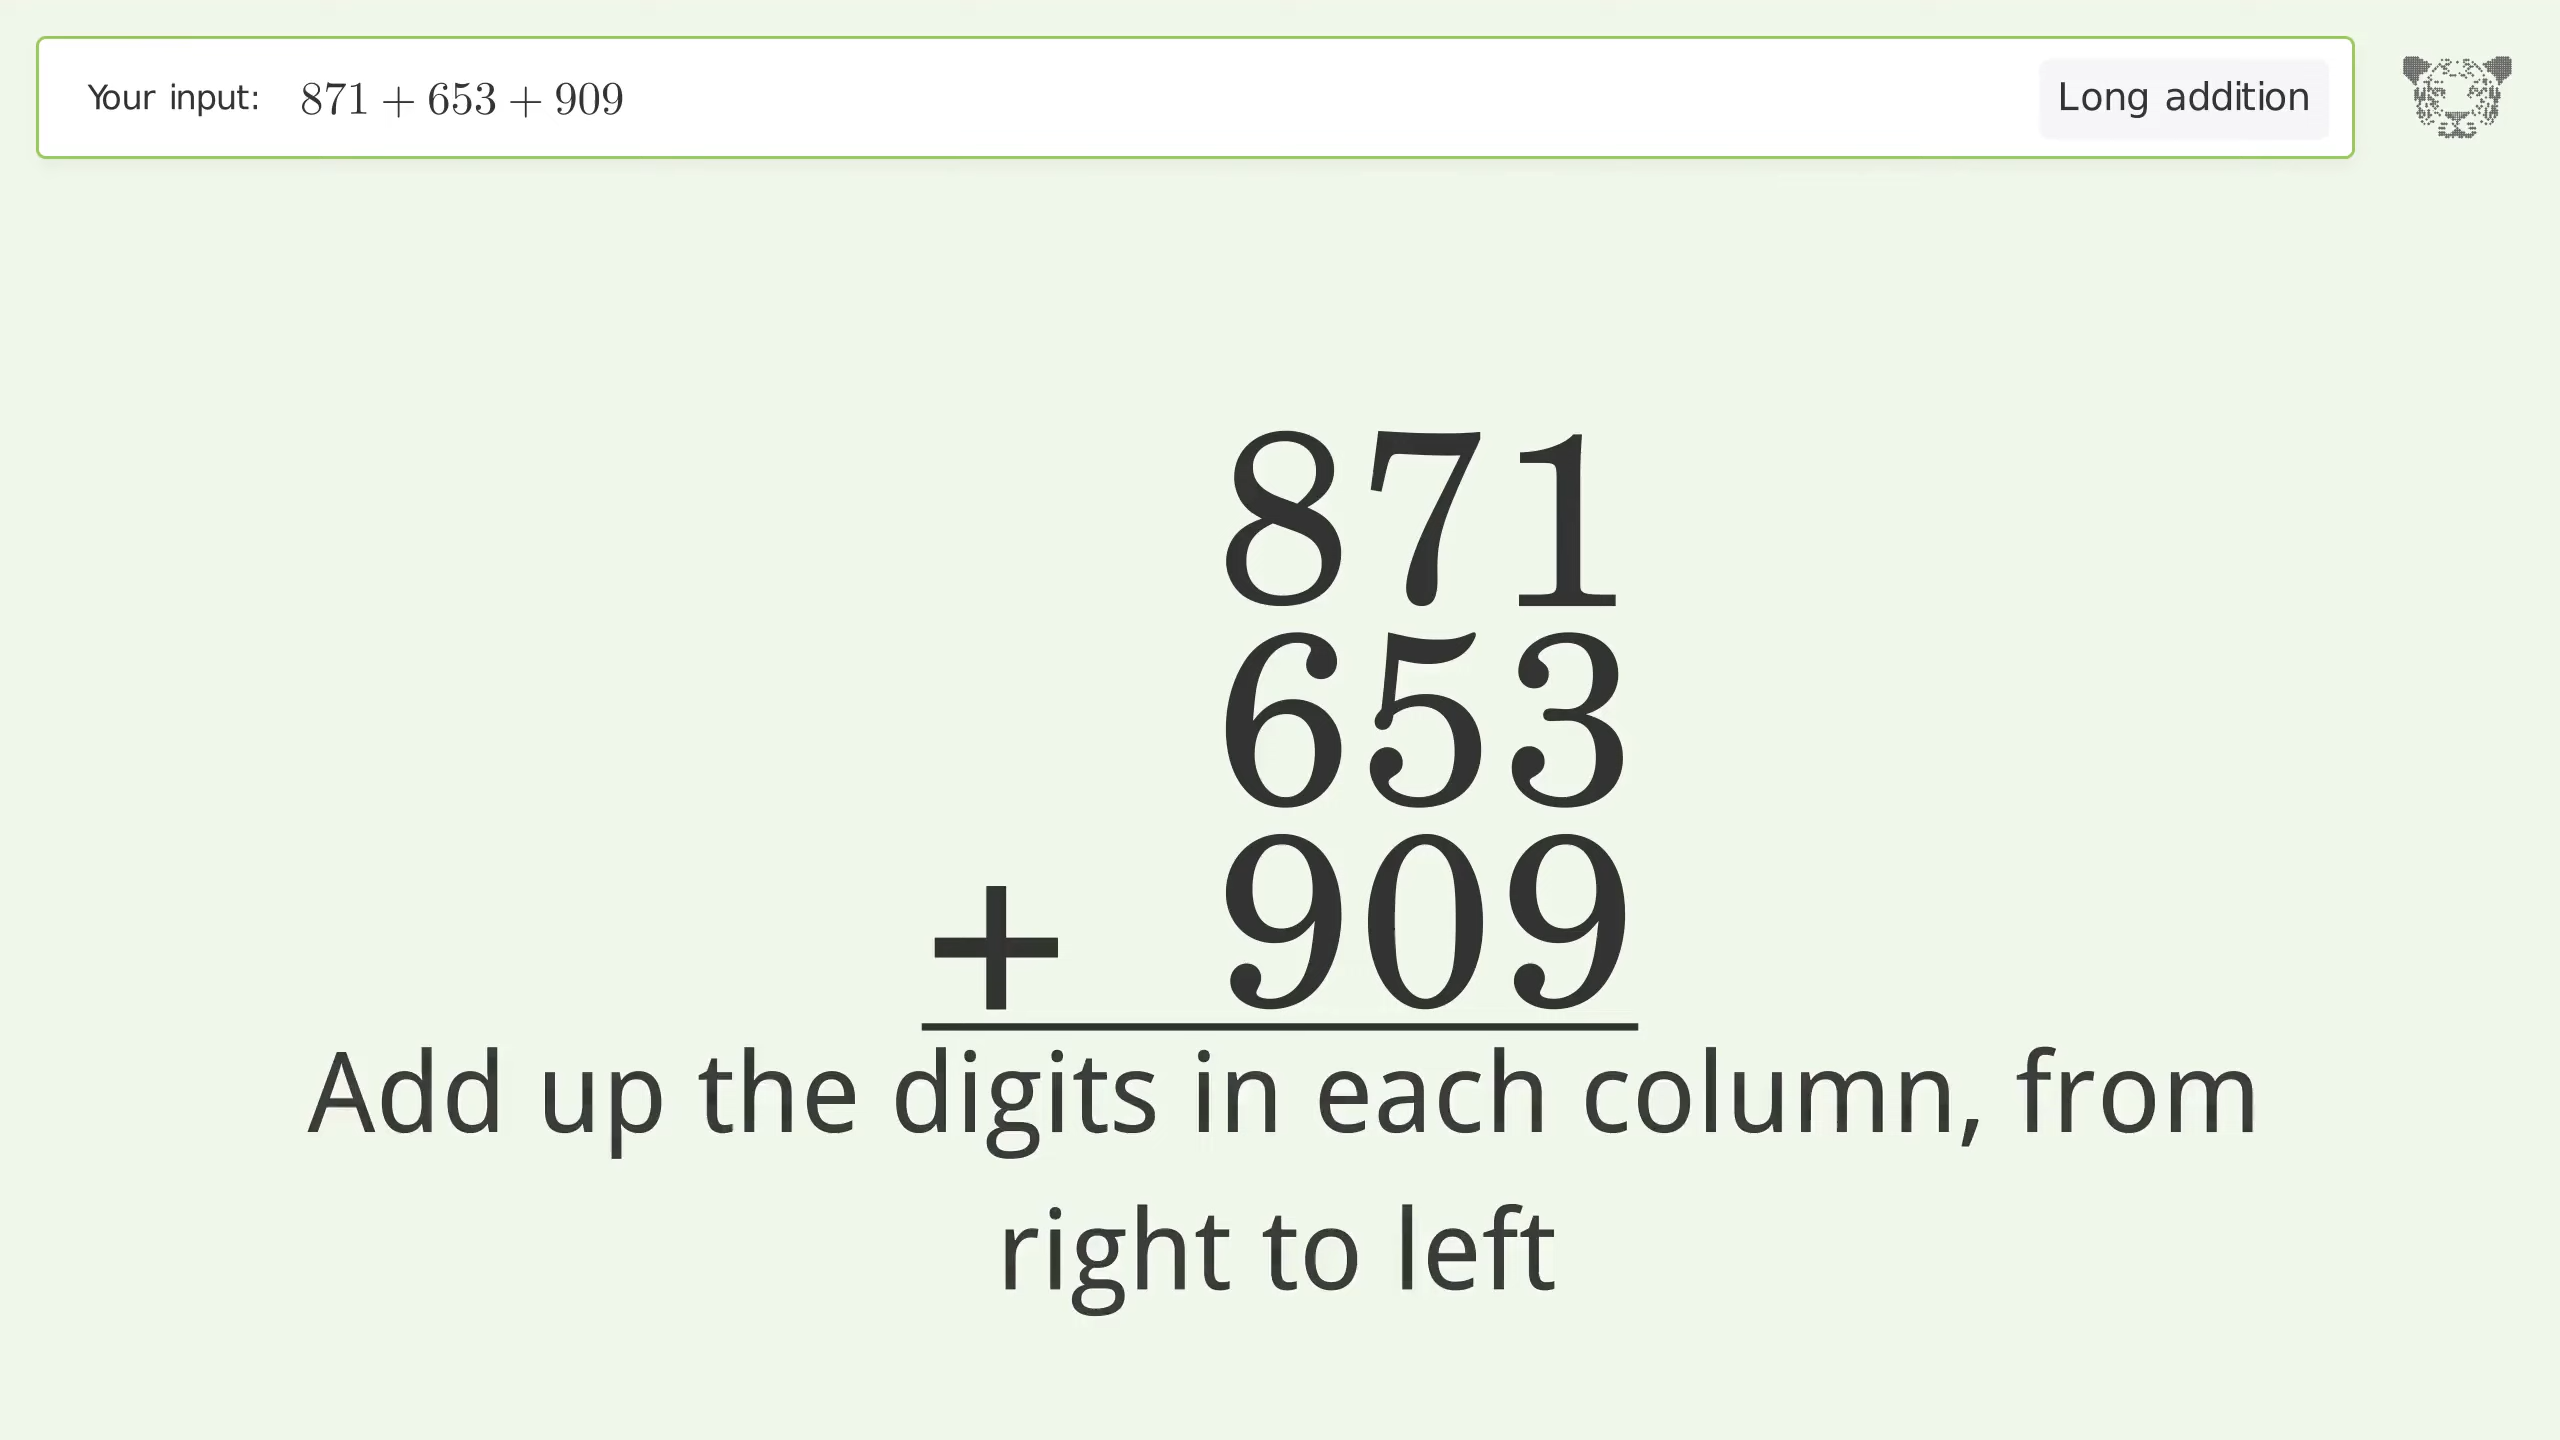 Your input: 871 + 653 + 909
Long addition
871
653
+ 909
Add up the digits in each column, from
right to left